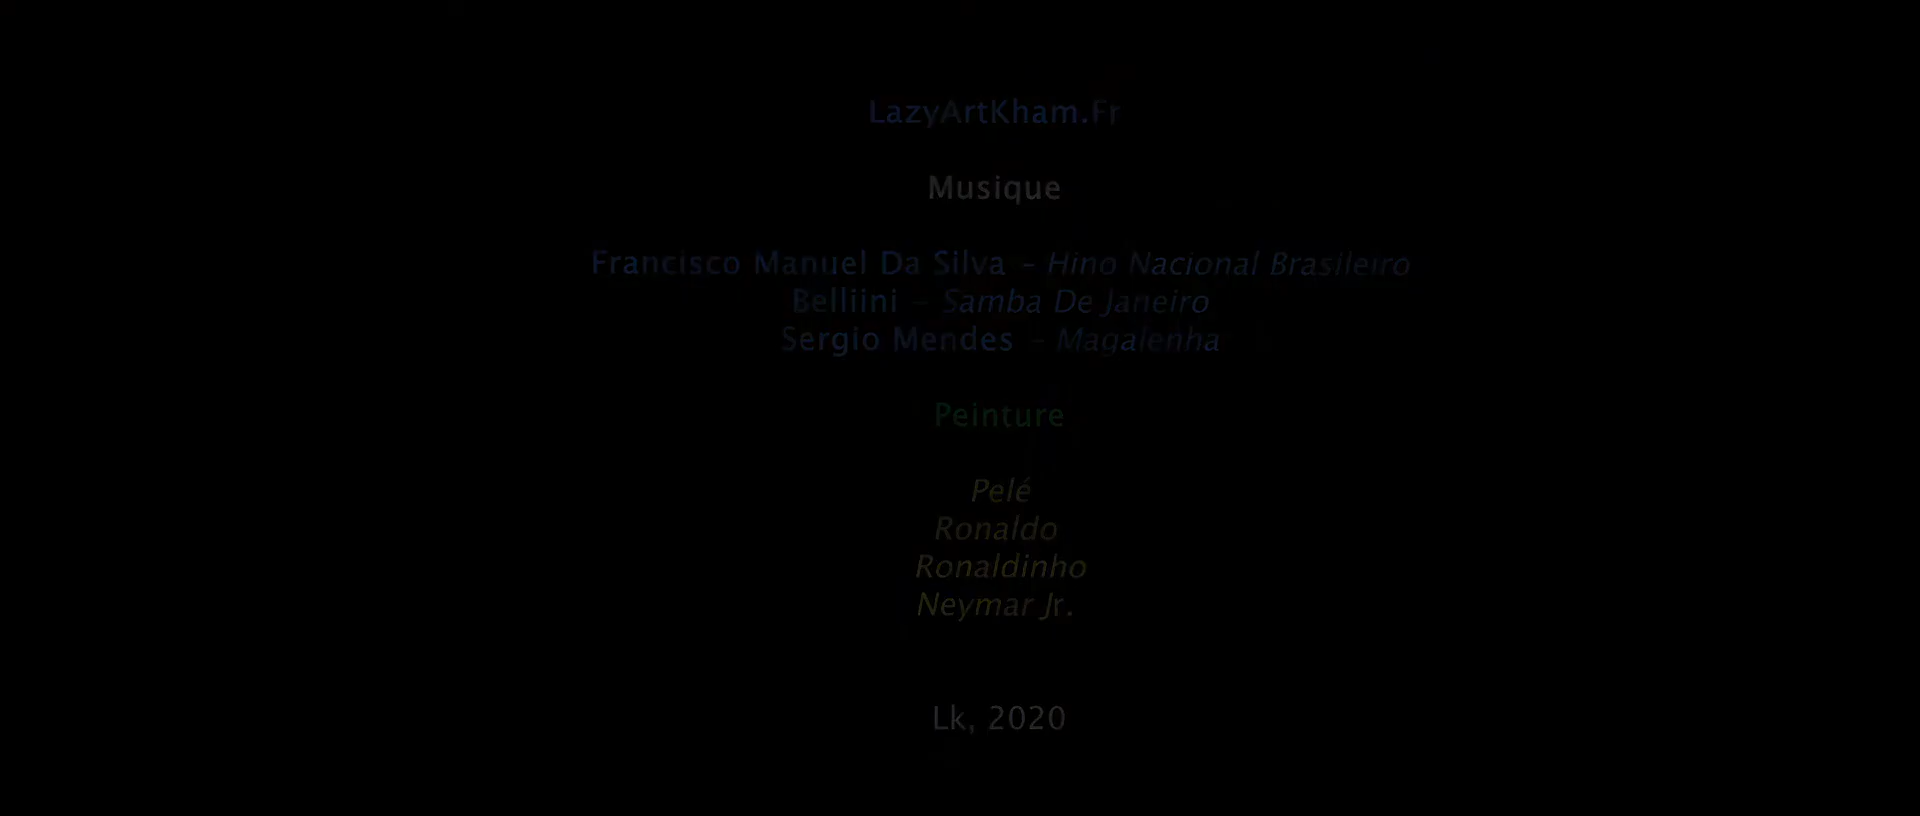 LazyArtKham.Fr
Musique
Francisco Manuel Da Silva - Hino Nacional Brasileiro
Belliini - Samba De Janeiro
Sergio Mendes - Magalenha
Peinture
Pelé
Ronaldo
Ronaldinho
Neymar Jr.
Lk, 2020